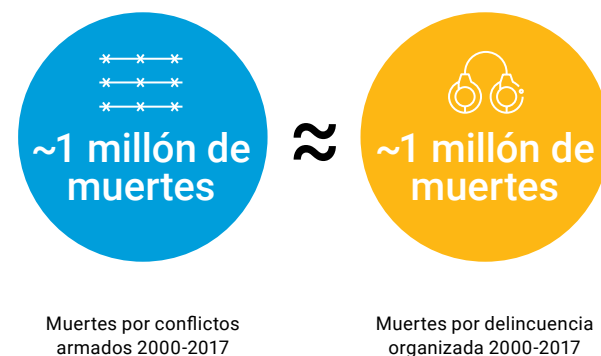 ~1 millón de
muertes
≈
~1 millón de
muertes
Muertes por conflictos
armados 2000-2017
Muertes por delincuencia
organizada 2000-2017